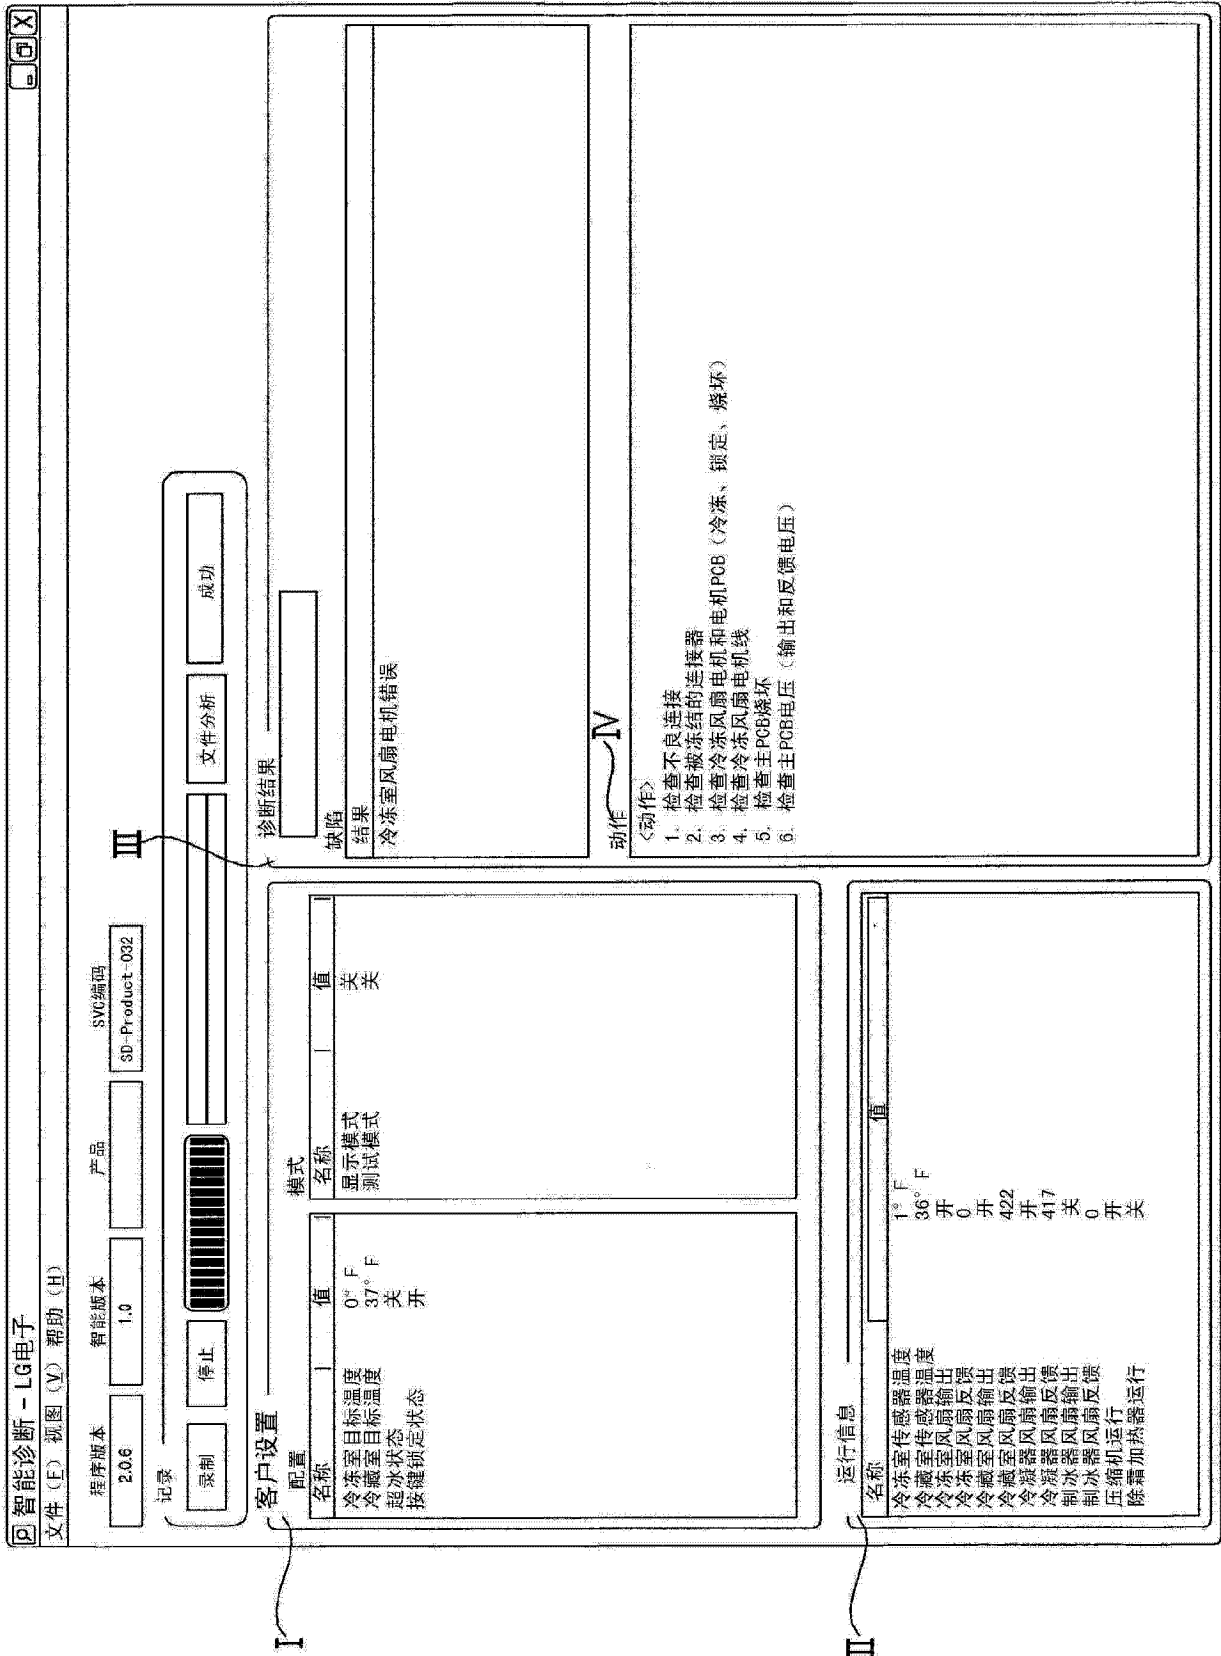 智能诊断 - LG电子
文件（F） 视图（V） 帮助（H）
程序版本 智能版本 产品 SVC编码
2.0.6 1.0 SD-Product-032
记录
录制 停止 文件分析 成功
I
客户设置
配置
名称 值
冷冻室目标温度 0°F
冷藏室目标温度 37°F
超冰状态 关
按键锁定状态 开
模式
名称 值
显示模式 关
测试模式 关
II
运行信息
名称 值
冷冻室传感器温度 1°F
冷藏室传感器温度 36°F
冷冻室风扇输出 开
冷冻室风扇反馈 0
冷藏室风扇输出 开
冷藏室风扇反馈 422
冷凝器风扇输出 开
冷凝器风扇反馈 417
制冰器风扇输出 关
制冰器风扇反馈 0
压缩机运行 开
除霜加热器运行 关
III
诊断结果
缺陷
结果
冷冻室风扇电机错误
IV
动作
<动作>
1. 检查不良连接
2. 检查被冻结的连接器
3. 检查冷冻风扇电机和电机PCB（冷冻、锁定、烧坏）
4. 检查冷冻风扇电机线
5. 检查主PCB烧坏
6. 检查主PCB电压（输出和反馈电压）